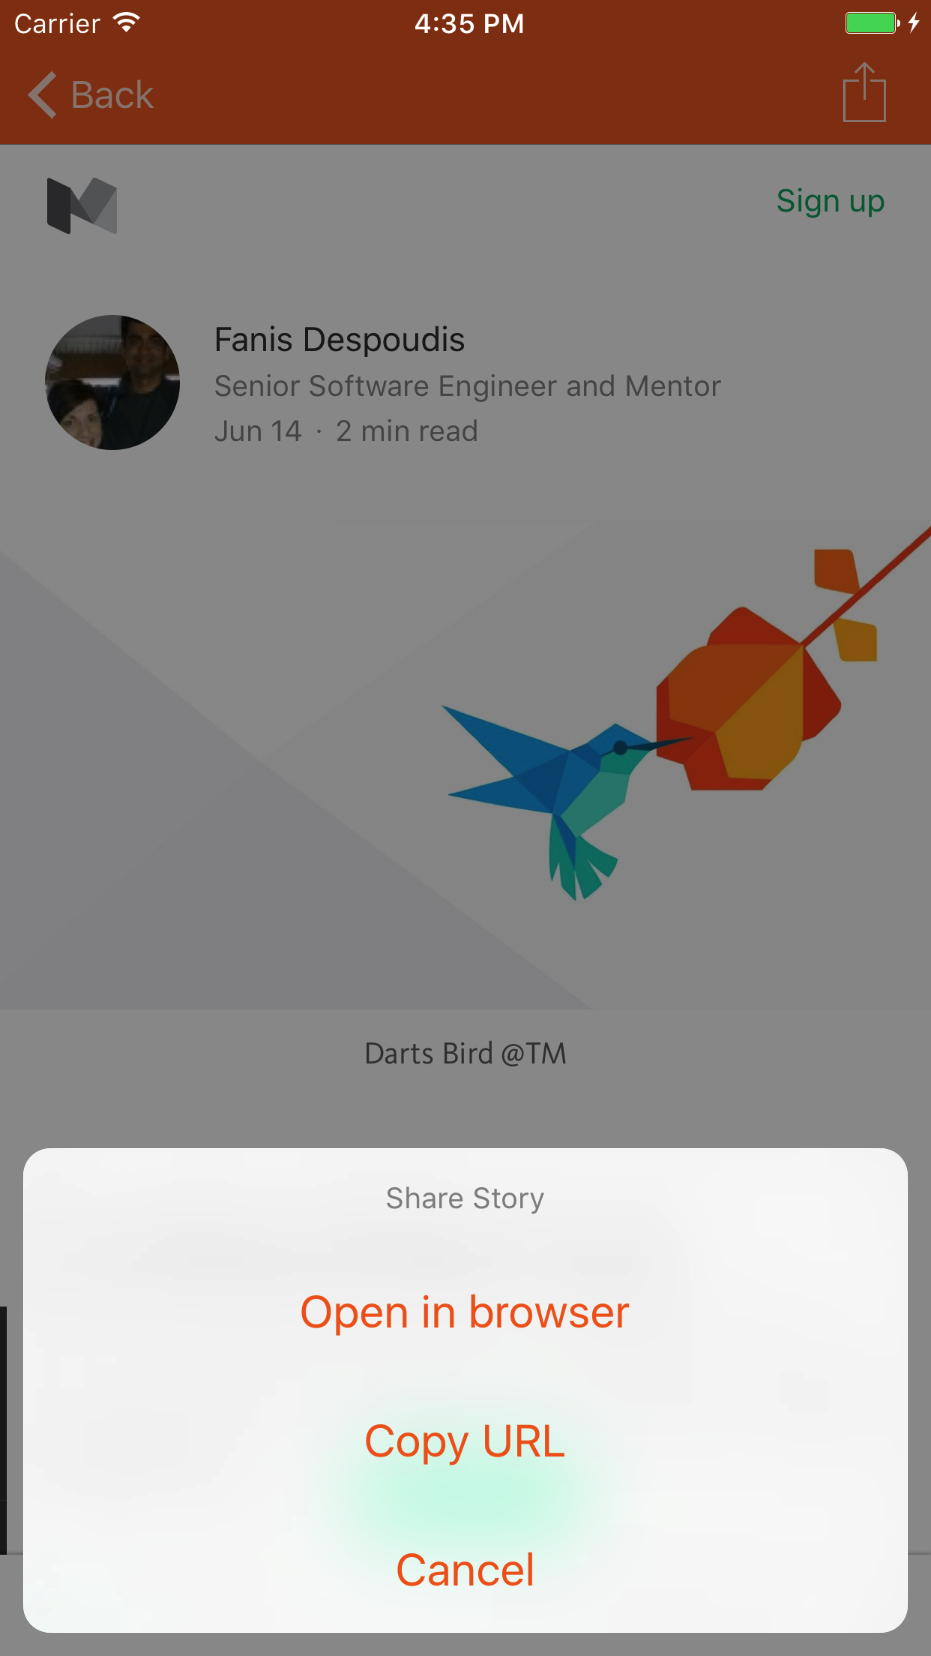 Carrier 4:35 PM
Back
Sign up
Fanis Despoudis
Senior Software Engineer and Mentor
Jun 14 · 2 min read
Darts Bird @TM
Share Story
Open in browser
Copy URL
Cancel